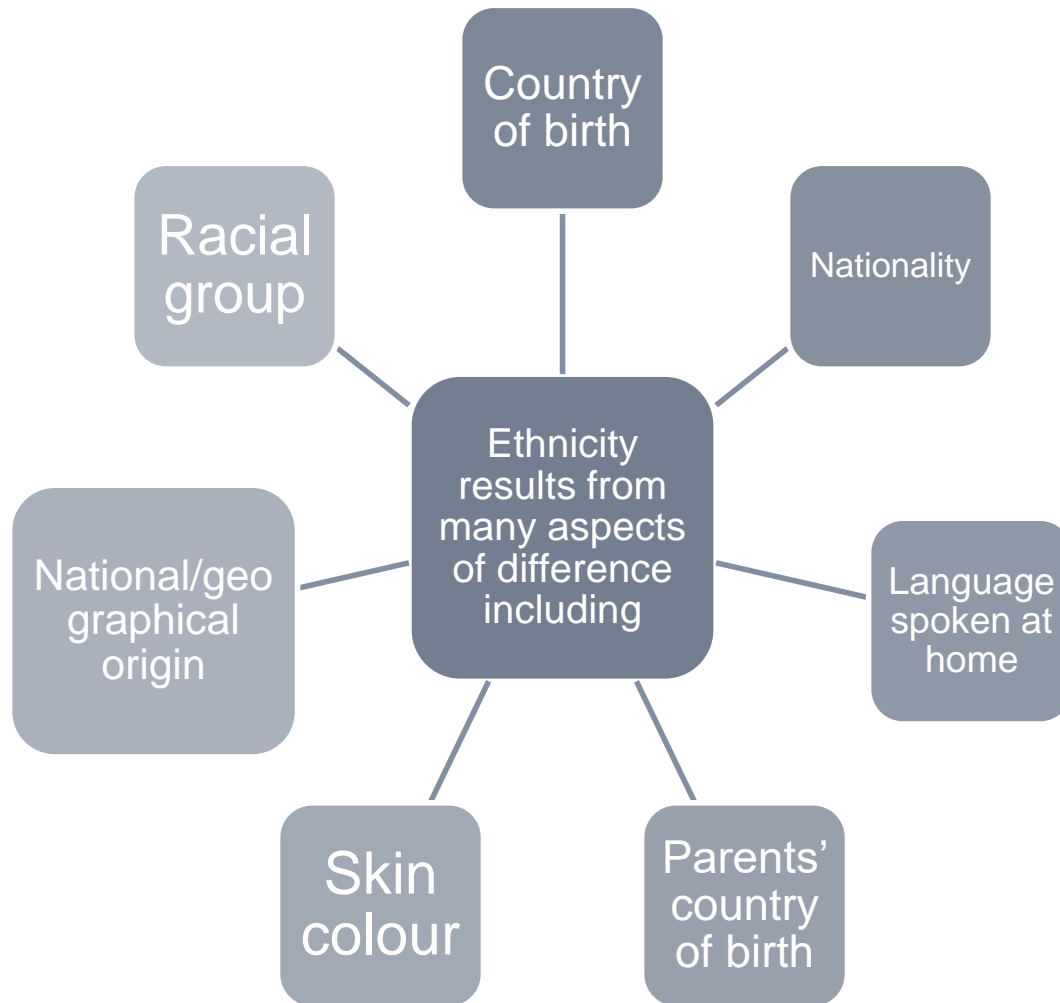 Country
of birth
Nationality
Language
spoken at
home
Parents’
country
of birth
Skin
colour
National/geo
graphical
origin
Racial
group
Ethnicity
results from
many aspects
of difference
including